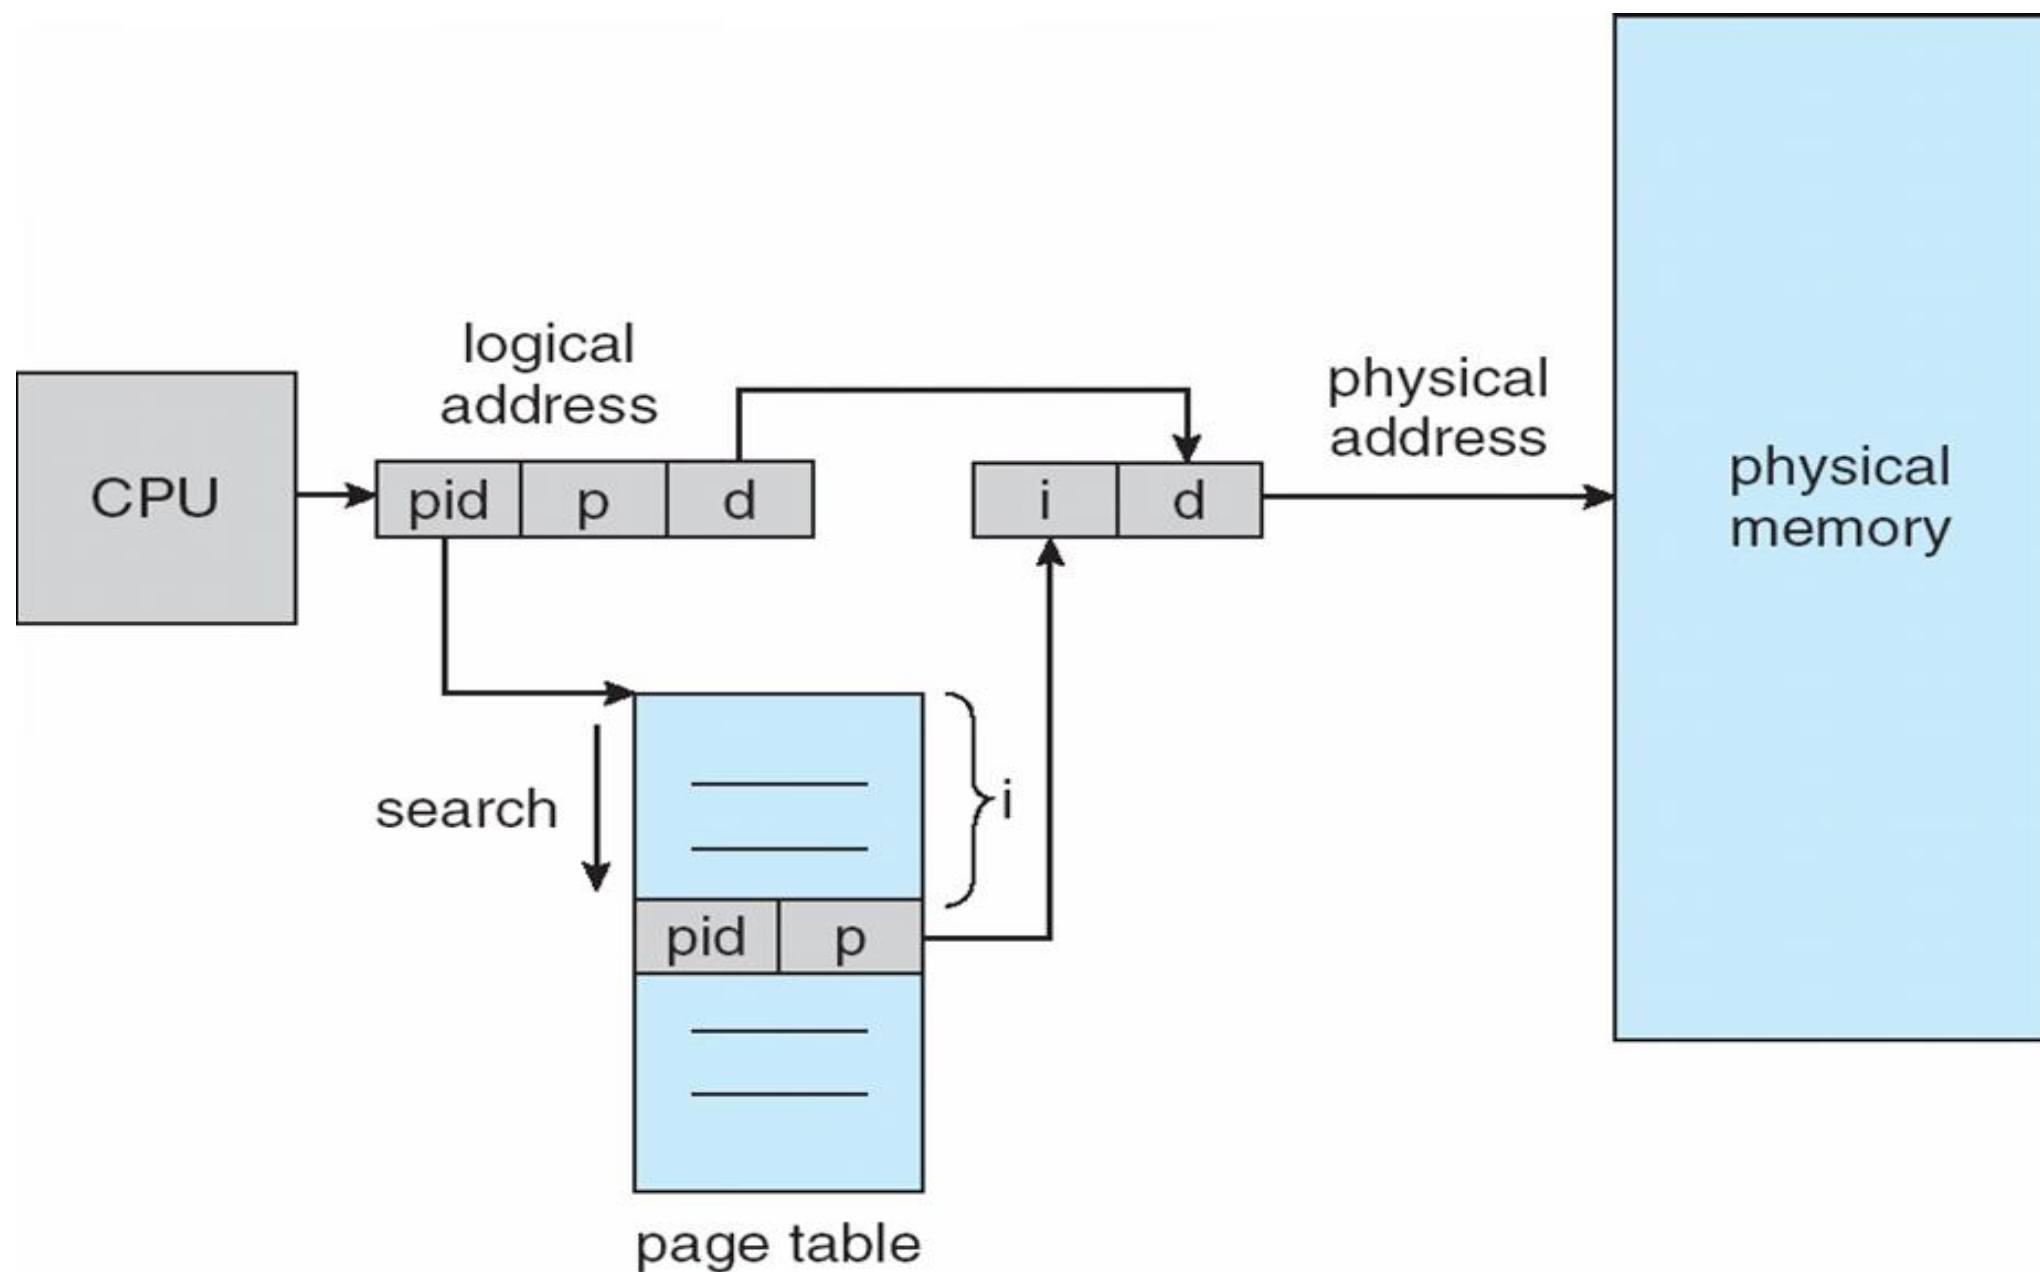 logical
address
physical
address
CPU
pid p d
i d
physical
memory
search
i
pid p
page table